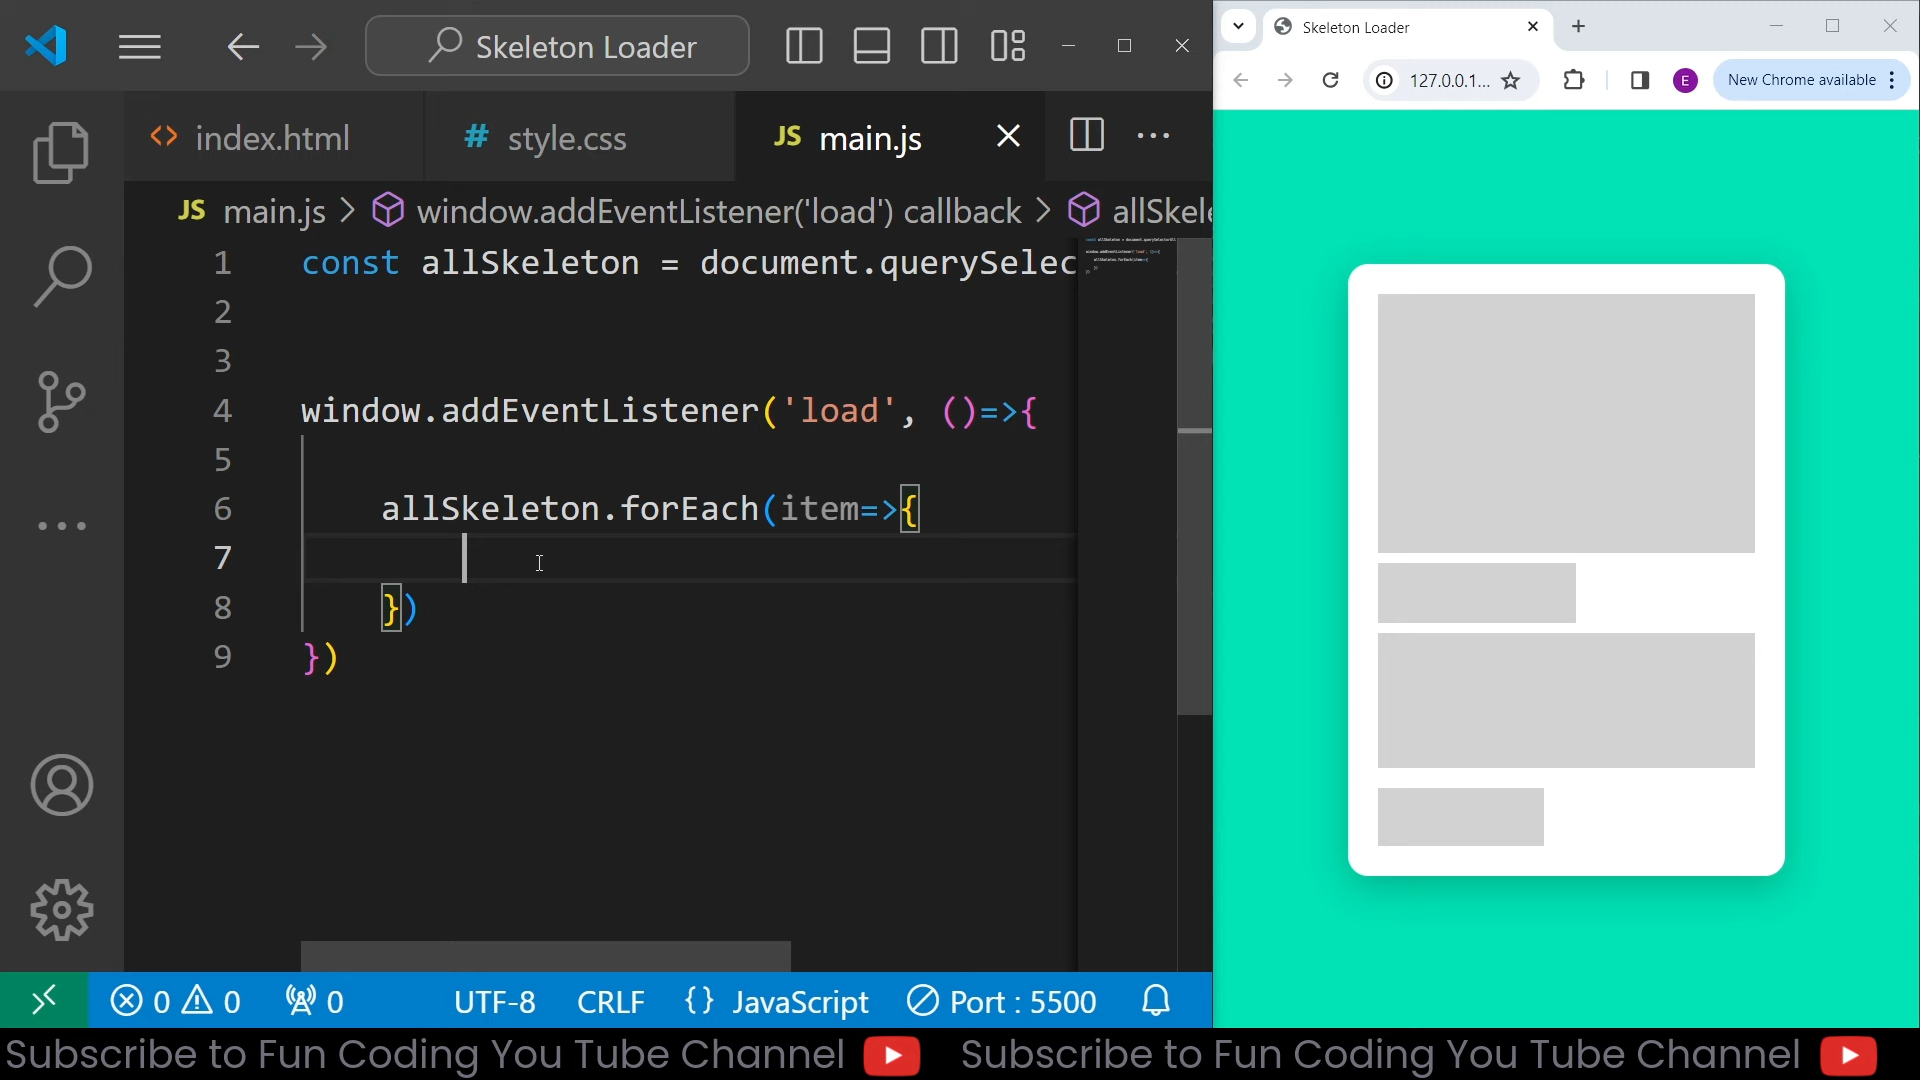 Skeleton Loader
index.html
# style.css
JS main.js
JS main.js > window.addEventListener('load') callback > allSkele
1 const allSkeleton = document.querySelec
2
3
4 window.addEventListener('load', ()=>{
5
6 allSkeleton.forEach(item=>{
7
8 })
9 })
0 0 0 UTF-8 CRLF {} JavaScript Port : 5500
Skeleton Loader
127.0.0.1... E New Chrome available
Subscribe to Fun Coding You Tube Channel Subscribe to Fun Coding You Tube Channel